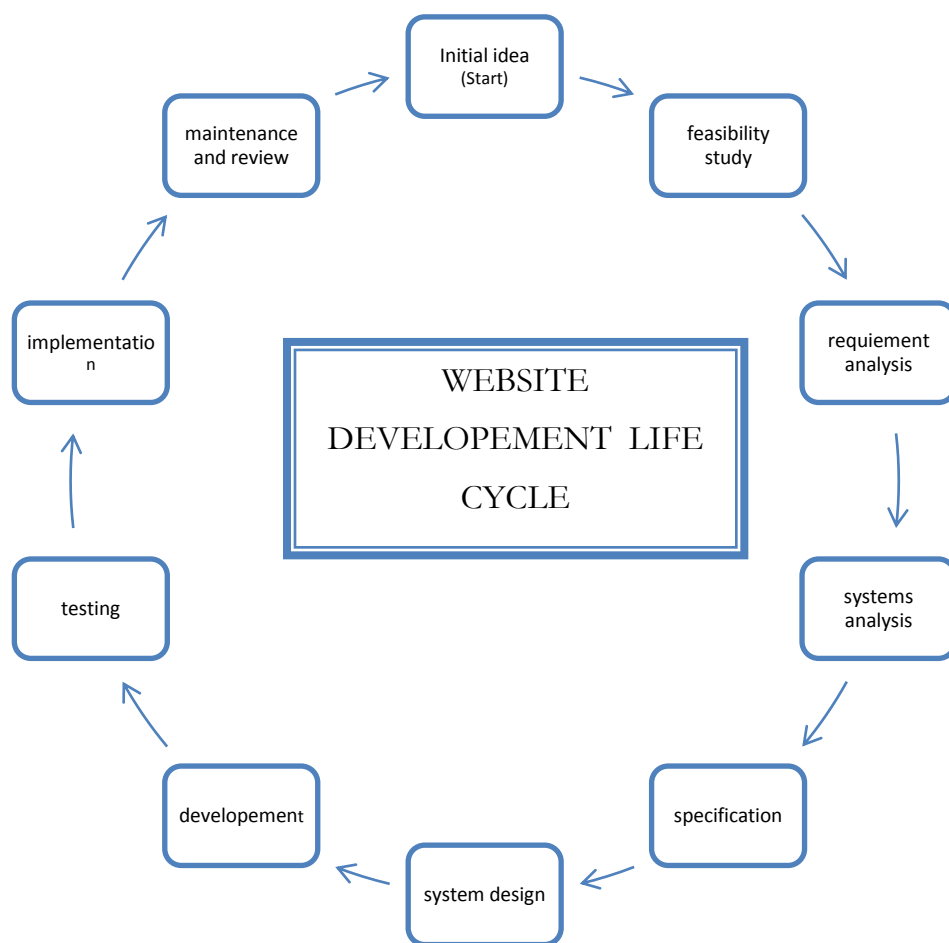 Initial idea
(Start)
feasibility
study
requiement
analysis
systems
analysis
specification
system design
developement
testing
implementatio
n
maintenance
and review
WEBSITE
DEVELOPEMENT LIFE
CYCLE